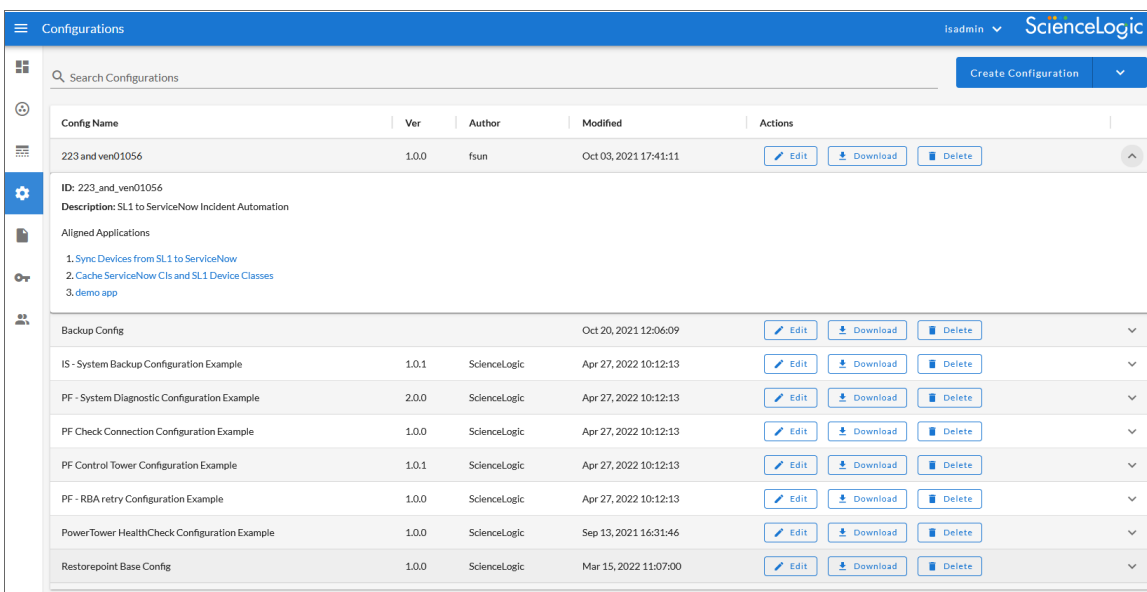 Configurations isadmin ScienceLogic
Search Configurations Create Configuration
Config Name Ver Author Modified Actions
223 and ven01056 1.0.0 fsun Oct 03, 2021 17:41:11 Edit Download Delete
ID: 223_and_ven01056
Description: SL1 to ServiceNow Incident Automation
Aligned Applications
1. Sync Devices from SL1 to ServiceNow
2. Cache ServiceNow CIs and SL1 Device Classes
3. demo app
Backup Config Oct 20, 2021 12:06:09 Edit Download Delete
IS - System Backup Configuration Example 1.0.1 ScienceLogic Apr 27, 2022 10:12:13 Edit Download Delete
PF - System Diagnostic Configuration Example 2.0.0 ScienceLogic Apr 27, 2022 10:12:13 Edit Download Delete
PF Check Connection Configuration Example 1.0.0 ScienceLogic Apr 27, 2022 10:12:13 Edit Download Delete
PF Control Tower Configuration Example 1.0.1 ScienceLogic Apr 27, 2022 10:12:13 Edit Download Delete
PF - RBA retry Configuration Example 1.0.0 ScienceLogic Apr 27, 2022 10:12:13 Edit Download Delete
PowerTower HealthCheck Configuration Example 1.0.0 ScienceLogic Sep 13, 2021 16:31:46 Edit Download Delete
Restorepoint Base Config 1.0.0 ScienceLogic Mar 15, 2022 11:07:00 Edit Download Delete